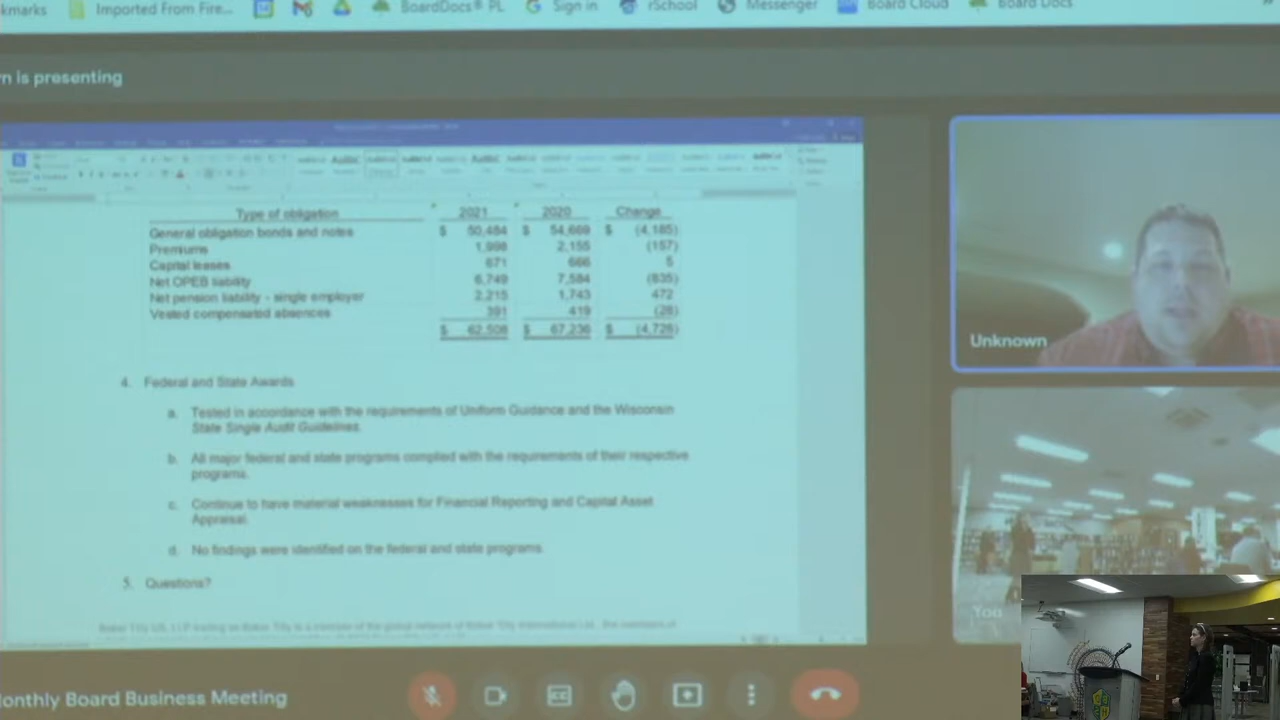 kmarks Imported From Fire... BoardDocs® PL Sign in rSchool Messenger Board Cloud Board Docs »
n is presenting
Type of obligation 2021 2020 Change
General obligation bonds and notes $ 50,484 $ 54,669 $ (4,185)
Premiums 1,998 2,155 (157)
Capital leases 671 666 5
Net OPEB liability 6,749 7,584 (835)
Net pension liability - single employer 2,215 1,743 472
Vested compensated absences 391 419 (28)
$ 62,508 $ 67,236 $ (4,728)
Unknown
4. Federal and State Awards
a. Tested in accordance with the requirements of Uniform Guidance and the Wisconsin
State Single Audit Guidelines.
b. All major federal and state programs complied with the requirements of their respective
programs.
c. Continue to have material weaknesses for Financial Reporting and Capital Asset
Appraisal.
d. No findings were identified on the federal and state programs.
5. Questions?
You
onthly Board Business Meeting